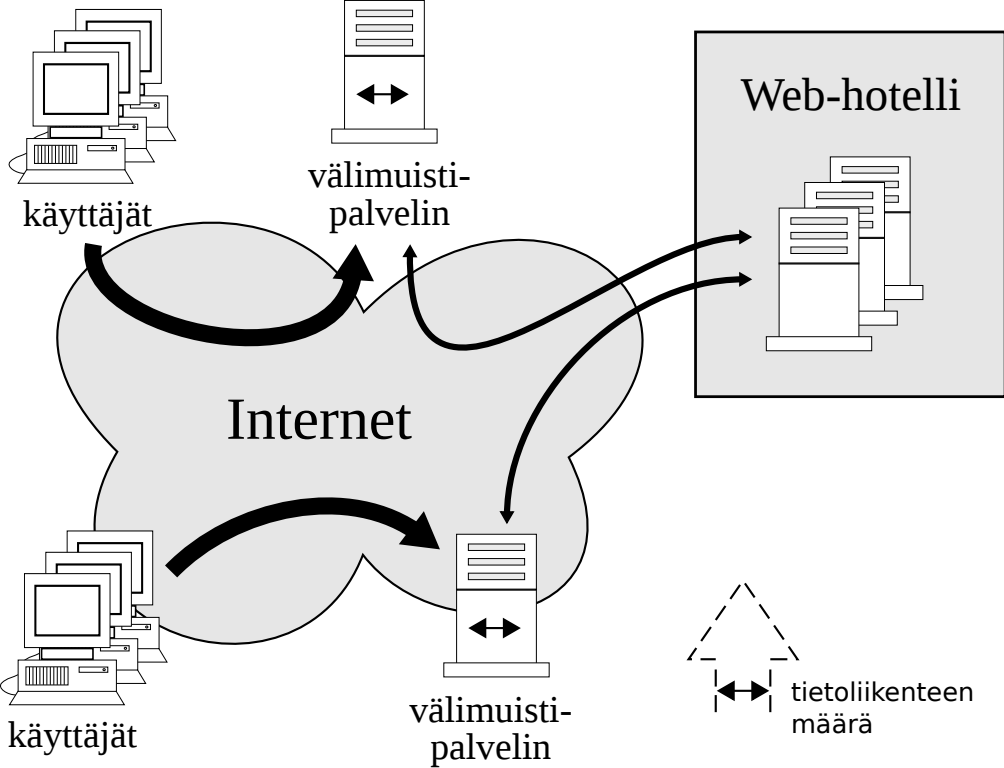 Web-hotelli
välimuisti-
palvelin
käyttäjät
Internet
tietoliikenteen
määrä
välimuisti-
palvelin
käyttäjät